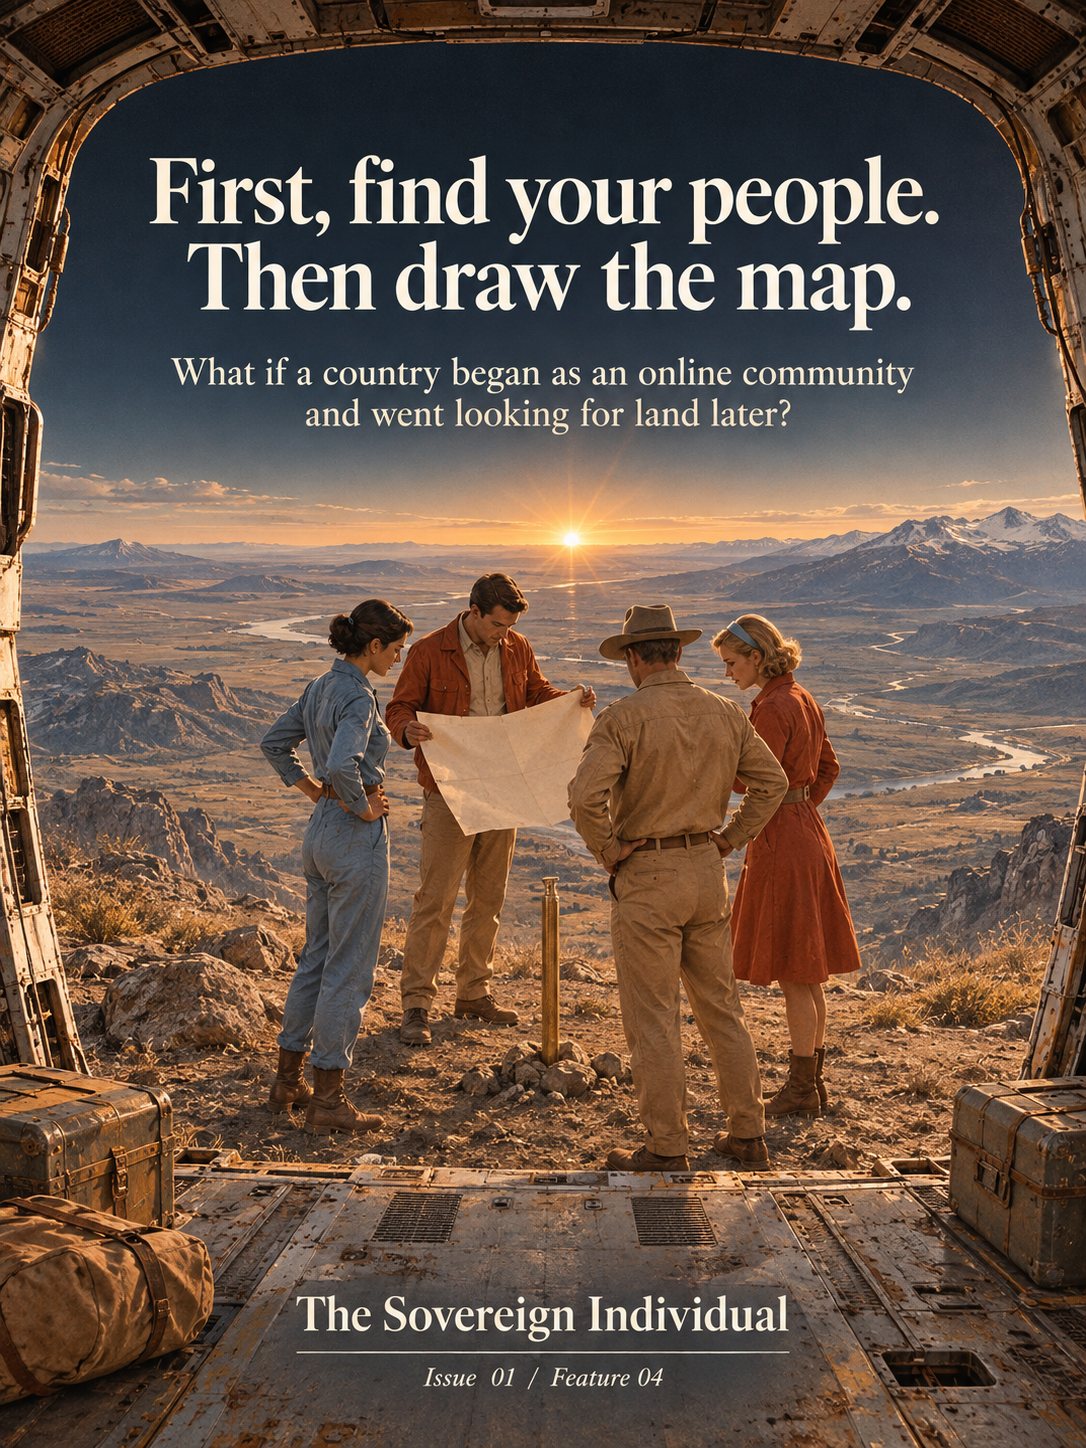 First, find your people.
Then draw the map.
What if a country began as an online community
and went looking for land later?
The Sovereign Individual
Issue 01 / Feature 04